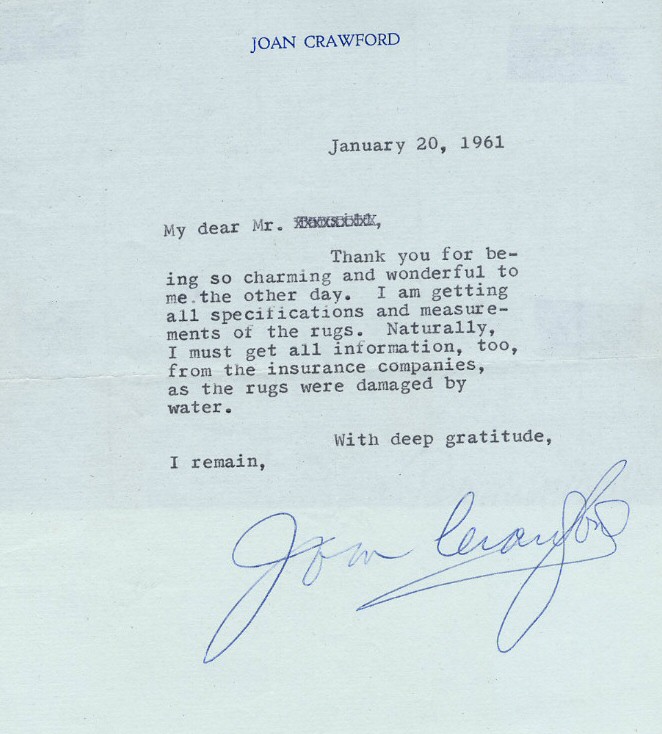 JOAN CRAWFORD
January 20, 1961
My dear Mr. ,
Thank you for be-
ing so charming and wonderful to
me the other day. I am getting
all specifications and measure-
ments of the rugs. Naturally,
I must get all information, too,
from the insurance companies,
as the rugs were damaged by
water.
With deep gratitude,
I remain,
Joan Crawford